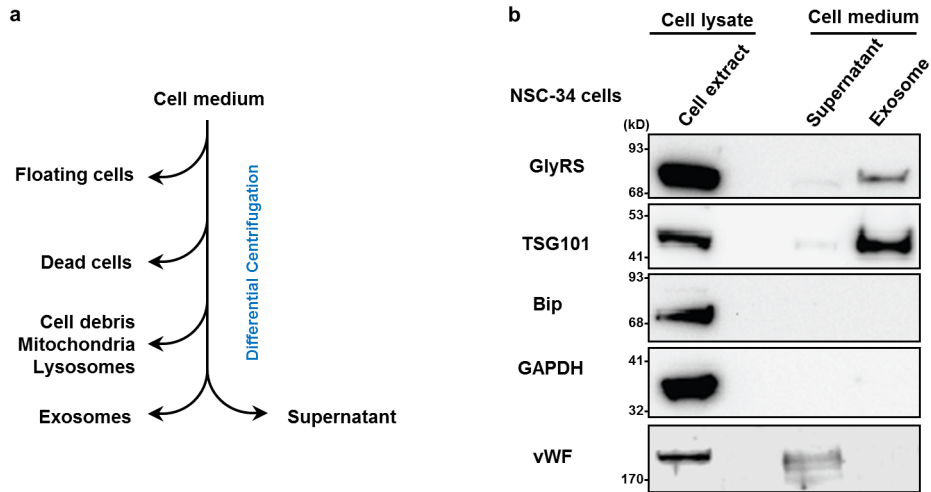 a
Cell medium
Floating cells
Dead cells
Cell debris
Mitochondria
Lysosomes
Exosomes
Supernatant
Differential Centrifugation
b
Cell lysate
Cell medium
NSC-34 cells
Cell extract
Supernatant
Exosome
(kD)
GlyRS
93-
68-
TSG101
53-
41-
Bip
93-
68-
GAPDH
41-
32-
vWF
170-